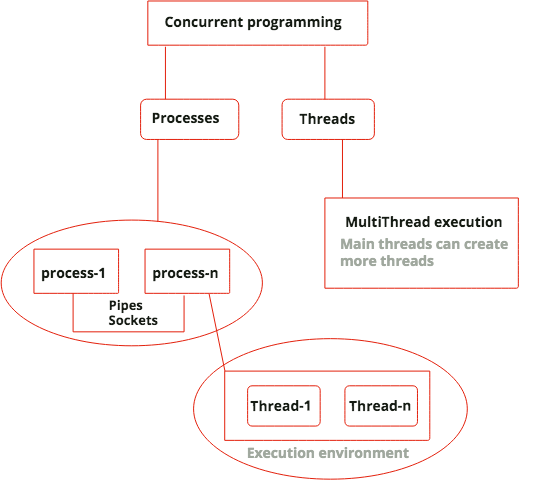 Concurrent programming
Processes
Threads
MultiThread execution
Main threads can create
more threads
process-1
process-n
Pipes
Sockets
Thread-1
Thread-n
Execution environment